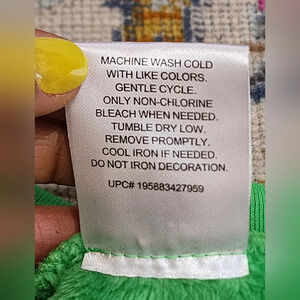 MACHINE WASH COLD
WITH LIKE COLORS.
GENTLE CYCLE.
ONLY NON-CHLORINE
BLEACH WHEN NEEDED.
TUMBLE DRY LOW.
REMOVE PROMPTLY.
COOL IRON IF NEEDED.
DO NOT IRON DECORATION.
UPC# 195883427959